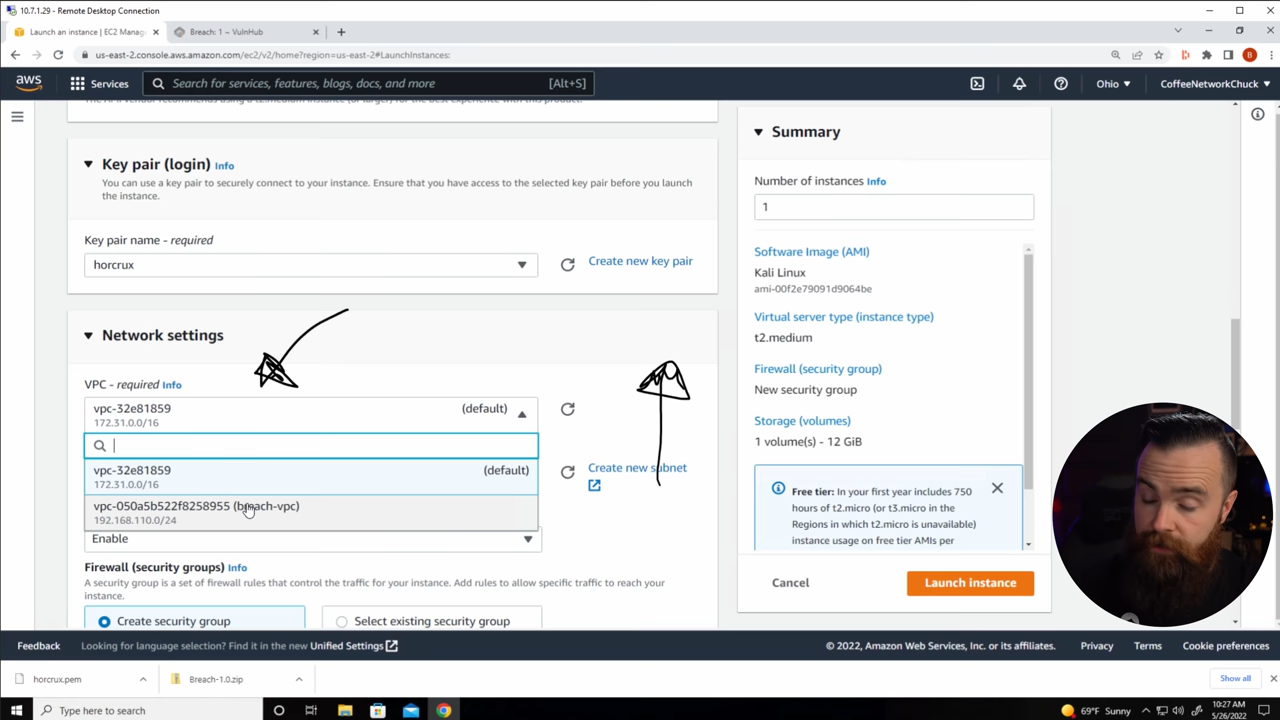 10.7.1.29 - Remote Desktop Connection
Launch an instance | EC2 Manag
Breach: 1 ~ VulnHub
us-east-2.console.aws.amazon.com/ec2/v2/home?region=us-east-2#LaunchInstances:
B
aws
Services
Search for services, features, blogs, docs, and more
[Alt+S]
Ohio
CoffeeNetworkChuck
Key pair (login) Info
You can use a key pair to securely connect to your instance. Ensure that you have access to the selected key pair before you launch
the instance.
Key pair name - required
horcrux
Create new key pair
Network settings
VPC - required Info
vpc-32e81859
(default)
172.31.0.0/16
vpc-32e81859
(default)
172.31.0.0/16
Create new subnet
vpc-050a5b522f8258955 (breach-vpc)
192.168.110.0/24
Enable
Firewall (security groups) Info
A security group is a set of firewall rules that control the traffic for your instance. Add rules to allow specific traffic to reach your
instance.
Create security group
Select existing security group
Summary
Number of instances Info
1
Software Image (AMI)
Kali Linux
ami-00f2e79091d9064be
Virtual server type (instance type)
t2.medium
Firewall (security group)
New security group
Storage (volumes)
1 volume(s) - 12 GiB
Free tier: In your first year includes 750
hours of t2.micro (or t3.micro in the
Regions in which t2.micro is unavailable)
instance usage on free tier AMIs per
Cancel
Launch instance
Feedback
Looking for language selection? Find it in the new Unified Settings
© 2022, Amazon Web Services, Inc. or its affiliates.
Privacy
Terms
Cookie preferences
horcrux.pem
Breach-1.0.zip
Show all
Type here to search
69°F Sunny
10:27 AM
5/26/2022